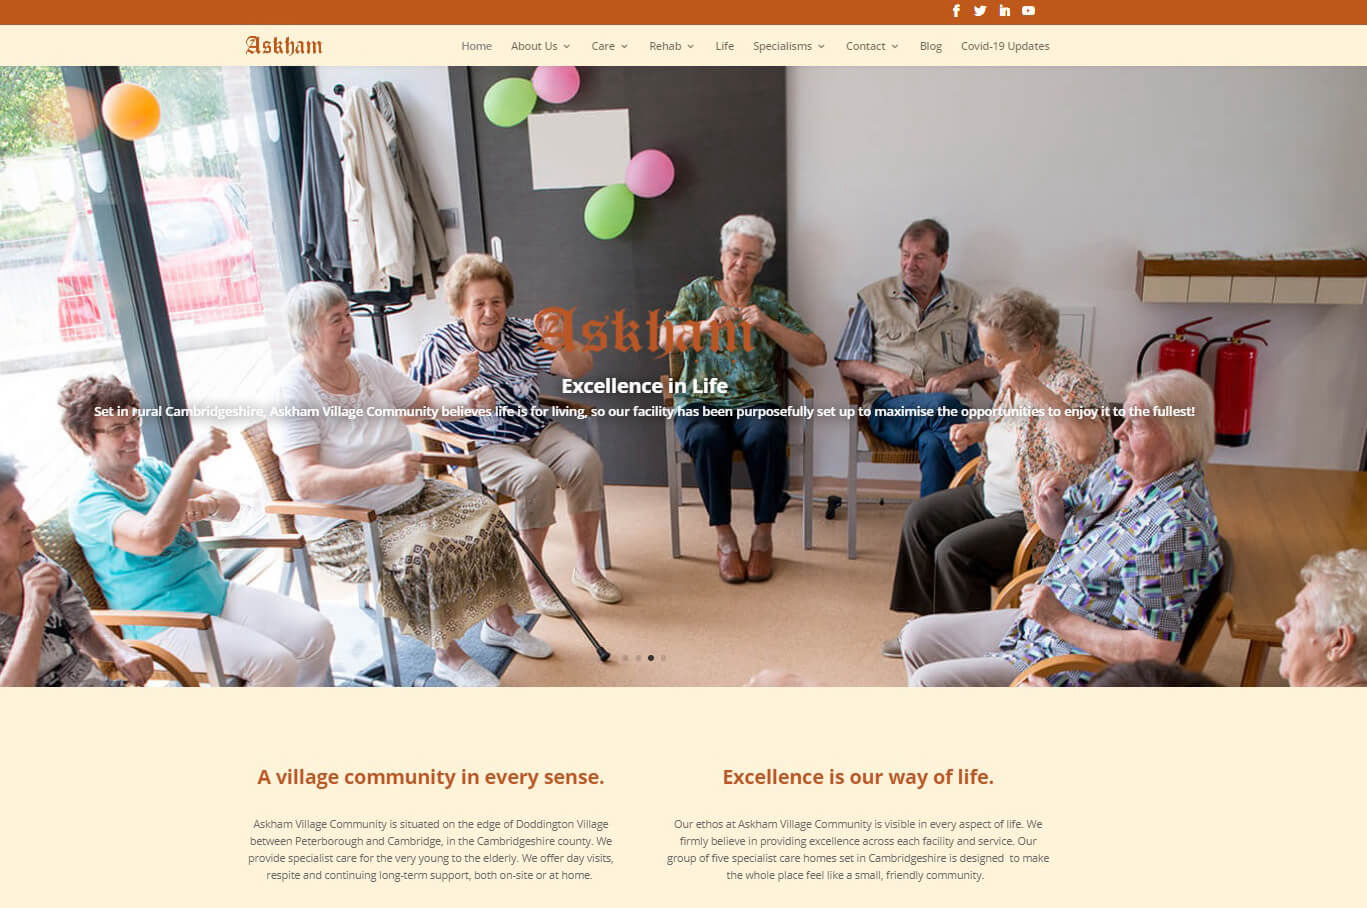 Askham
Home About Us Care Rehab Life Specialisms Contact Blog Covid-19 Updates
Askham
Excellence in Life
Set in rural Cambridgeshire, Askham Village Community believes life is for living, so our facility has been purposefully set up to maximise the opportunities to enjoy it to the fullest!
A village community in every sense.
Askham Village Community is situated on the edge of Doddington Village
between Peterborough and Cambridge, in the Cambridgeshire county. We
provide specialist care for the very young to the elderly. We offer day visits,
respite and continuing long-term support, both on-site or at home.
Excellence is our way of life.
Our ethos at Askham Village Community is visible in every aspect of life. We
firmly believe in providing excellence across each facility and service. Our
group of five specialist care homes set in Cambridgeshire is designed to make
the whole place feel like a small, friendly community.